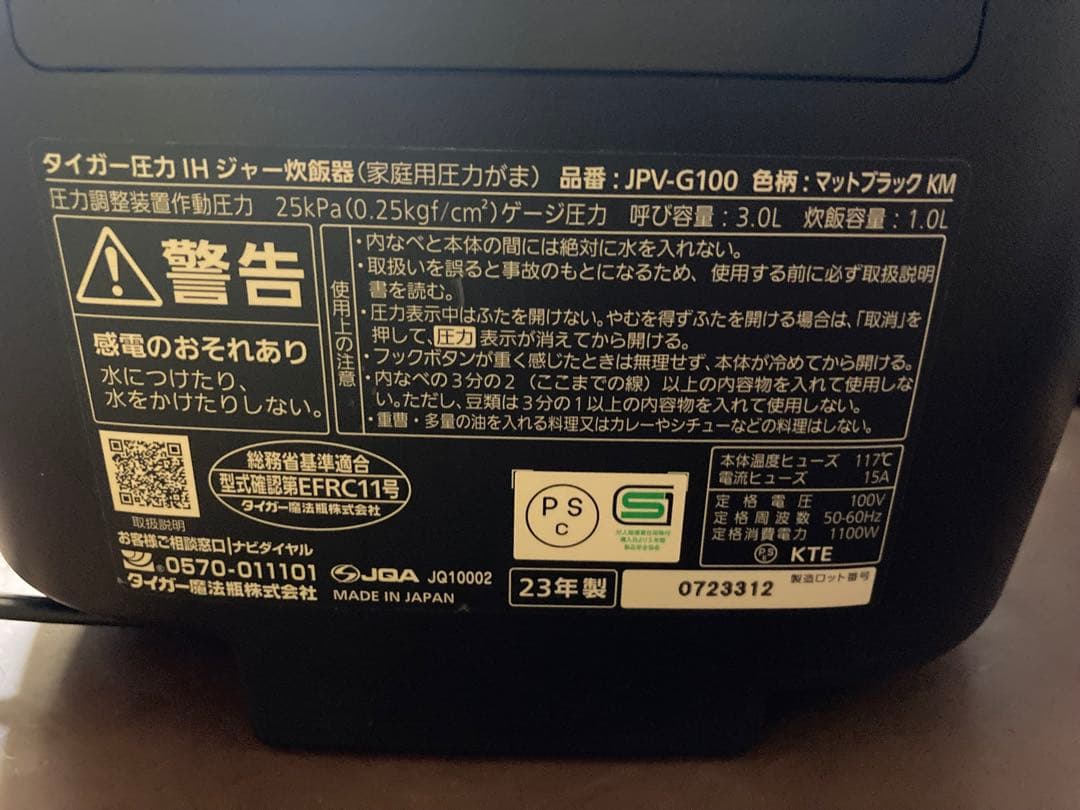 タイガー圧力IHジャー炊飯器(家庭用圧力がま) 品番:JPV-G100 色柄:マットブラックKM
圧力調整装置作動圧力 25kPa(0.25kgf/cm²)ゲージ圧力 呼び容量:3.0L 炊飯容量:1.0L
警告
感電のおそれあり
水につけたり、
水をかけたりしない。
使用上の注意
・内なべと本体の間には絶対に水を入れない。
・取扱いを誤ると事故のもとになるため、使用する前に必ず取扱説明
書を読む。
・圧力表示中はふたを開けない。やむを得ずふたを開ける場合は、「取消」を
押して、圧力表示が消えてから開ける。
・フックボタンが重く感じたときは無理せず、本体が冷めてから開ける。
・内なべの3分の2(ここまでの線)以上の内容物を入れて使用しな
い。ただし、豆類は3分の1以上の内容物を入れて使用しない。
・重曹・多量の油を入れる料理又はカレーやシチューなどの料理はしない。
取扱説明
総務省基準適合
型式確認第EFRC11号
タイガー魔法瓶株式会社
PS
C
S
本体温度ヒューズ 117℃
電流ヒューズ 15A
定格電圧 100V
定格周波数 50-60Hz
定格消費電力 1100W
PS
E KTE
お客様ご相談窓口|ナビダイヤル
0570-011101
タイガー魔法瓶株式会社
JQA JQ10002
MADE IN JAPAN
23年製
製造ロット番号
0723312